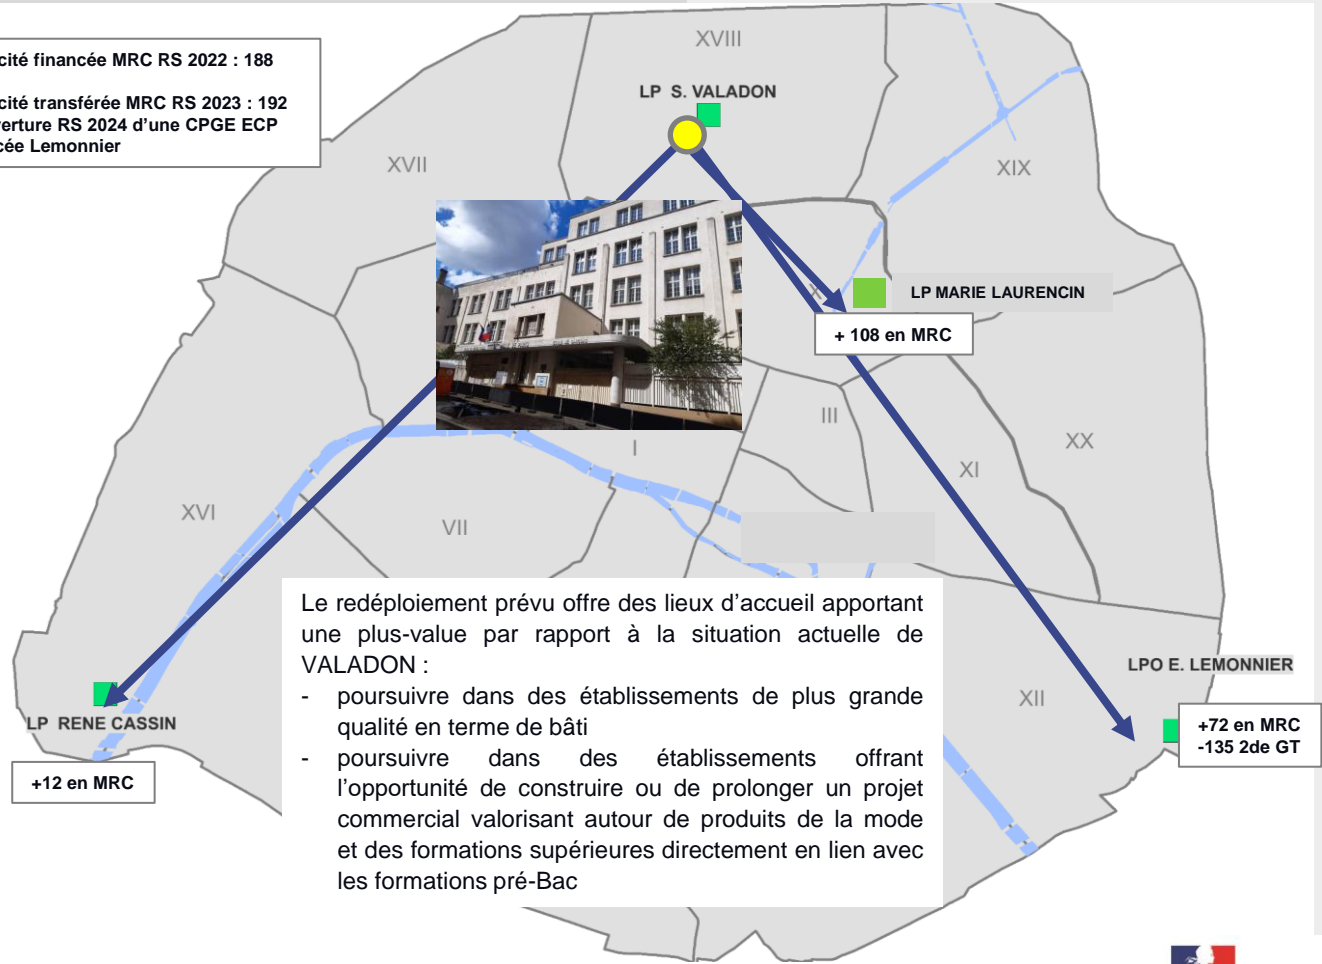 cité financée MRC RS 2022 : 188
cité transférée MRC RS 2023 : 192
verture RS 2024 d’une CPGE ECP
cée Lemonnier
XVIII
LP S. VALADON
XVII
XIX
X
LP MARIE LAURENCIN
+ 108 en MRC
III
I
XX
XI
XVI
VII
Le redéploiement prévu offre des lieux d’accueil apportant
une plus-value par rapport à la situation actuelle de
VALADON :
- poursuivre dans des établissements de plus grande
qualité en terme de bâti
- poursuivre dans des établissements offrant
l’opportunité de construire ou de prolonger un projet
commercial valorisant autour de produits de la mode
et des formations supérieures directement en lien avec
les formations pré-Bac
LPO E. LEMONNIER
XII
+72 en MRC
-135 2de GT
LP RENE CASSIN
+12 en MRC